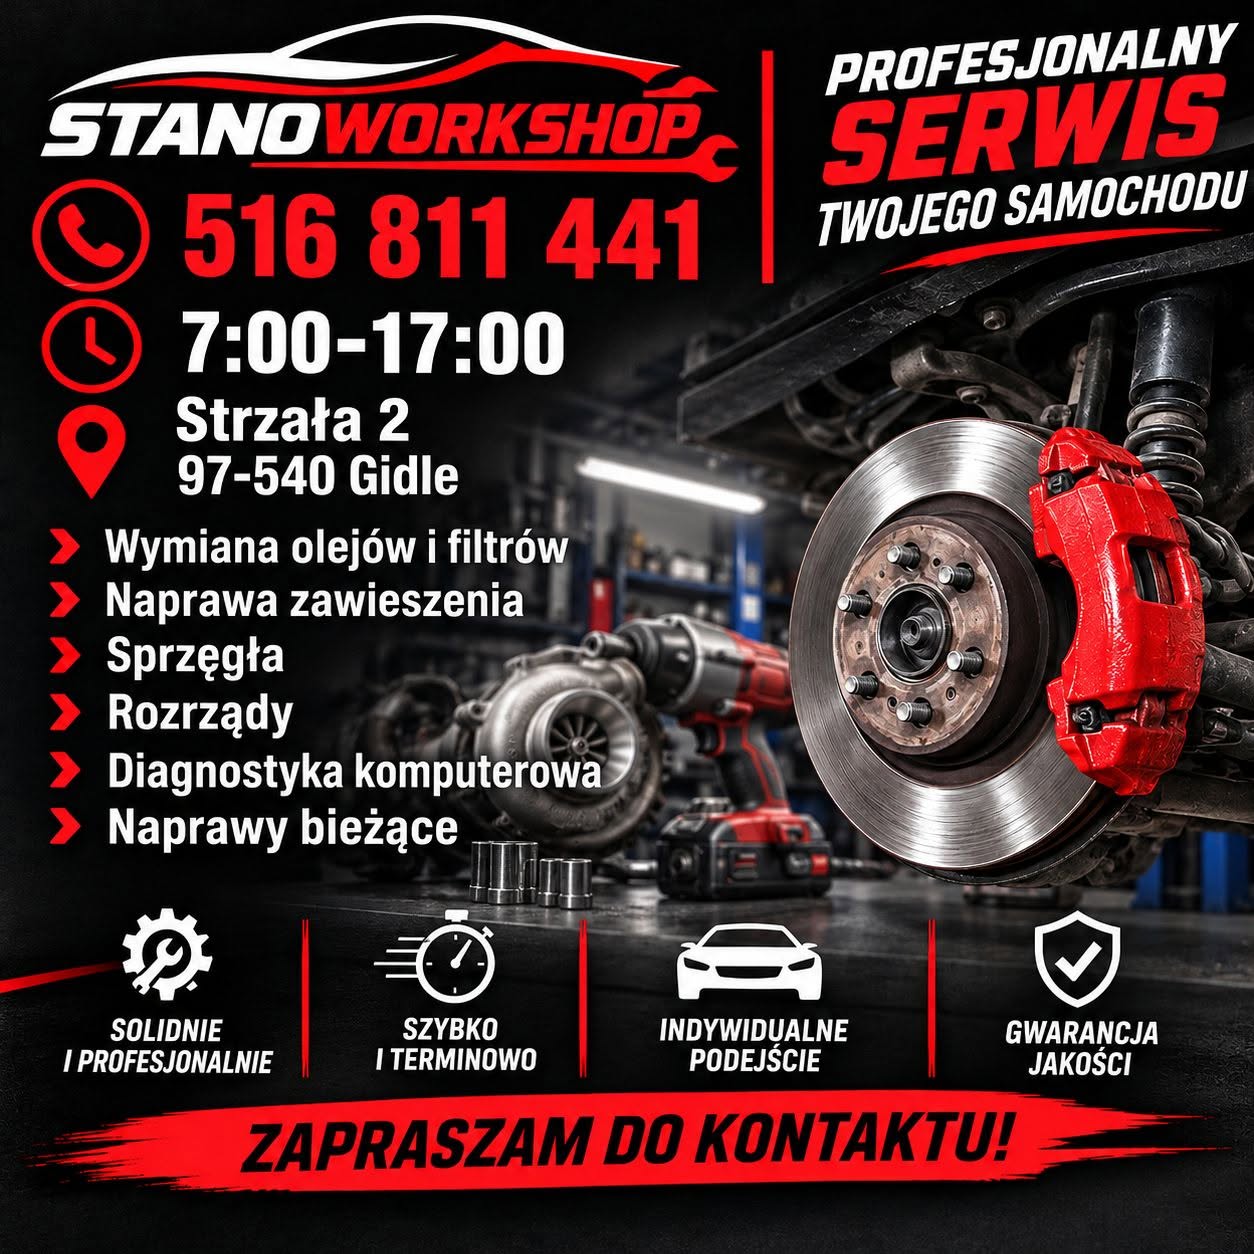 STANOWORKSHOP
PROFESJONALNY
SERWIS
TWOJEGO SAMOCHODU
516 811 441
7:00-17:00
Strzała 2
97-540 Gidle
Wymiana olejów i filtrów
Naprawa zawieszenia
Sprzęgła
Rozrządy
Diagnostyka komputerowa
Naprawy bieżące
SOLIDNIE
I PROFESJONALNIE
SZYBKO
I TERMINOWO
INDYWIDUALNE
PODEJŚCIE
GWARANCJA
JAKOŚCI
ZAPRASZAM DO KONTAKTU!